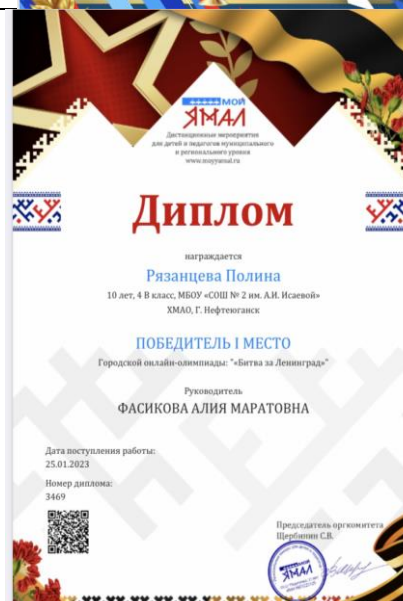 МОЙ
ЯМАЛ
Дистанционные мероприятия
для детей и педагогов муниципального
и регионального уровня
www.moyyamal.ru
Диплом
награждается
Рязанцева Полина
10 лет, 4 В класс, МБОУ «СОШ № 2 им. А.И. Исаевой»
ХМАО, Г. Нефтеюганск
ПОБЕДИТЕЛЬ I МЕСТО
Городской онлайн-олимпиады: "«Битва за Ленинград»"
Руководитель
ФАСИКОВА АЛИЯ МАРАТОВНА
Дата поступления работы:
25.01.2023
Номер диплома:
3469
Председатель оргкомитета
Щербинин С.В.
ЯМАЛ